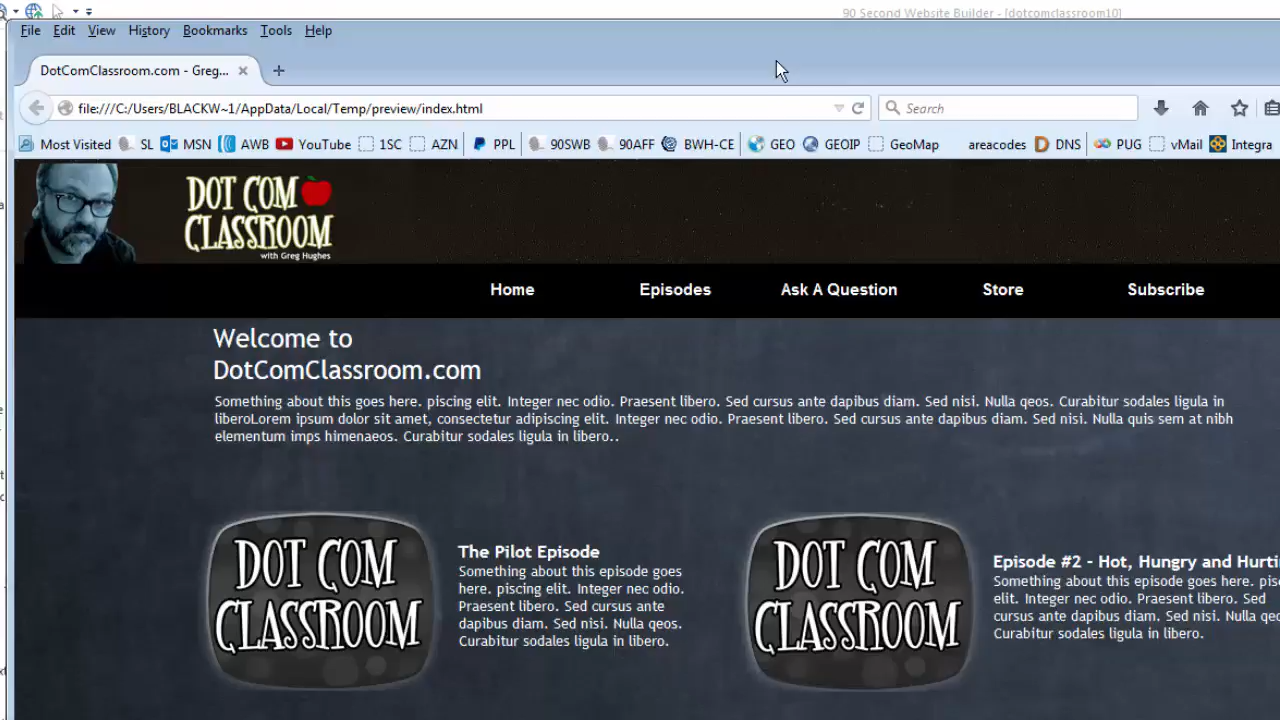 90 Second Website Builder - [dotcomclassroom10]
File Edit View History Bookmarks Tools Help
DotComClassroom.com - Greg...
file:///C:/Users/BLACKW~1/AppData/Local/Temp/preview/index.html
Search
Most Visited SL MSN AWB YouTube 1SC AZN PPL 90SWB 90AFF BWH-CE GEO GEOIP GeoMap areacodes DNS PUG vMail Integra
DOT COM
CLASSROOM
with Greg Hughes
Home Episodes Ask A Question Store Subscribe
Welcome to
DotComClassroom.com
Something about this goes here. piscing elit. Integer nec odio. Praesent libero. Sed cursus ante dapibus diam. Sed nisi. Nulla qeos. Curabitur sodales ligula in
liberoLorem ipsum dolor sit amet, consectetur adipiscing elit. Integer nec odio. Praesent libero. Sed cursus ante dapibus diam. Sed nisi. Nulla quis sem at nibh
elementum imps himenaeos. Curabitur sodales ligula in libero..
DOT COM
CLASSROOM
The Pilot Episode
Something about this episode goes
here. piscing elit. Integer nec odio.
Praesent libero. Sed cursus ante
dapibus diam. Sed nisi. Nulla qeos.
Curabitur sodales ligula in libero.
DOT COM
CLASSROOM
Episode #2 - Hot, Hungry and Hurti
Something about this episode goes here. pisc
elit. Integer nec odio. Praesent libero. Sed
cursus ante dapibus diam. Sed nisi. Nulla qeo
Curabitur sodales ligula in libero.